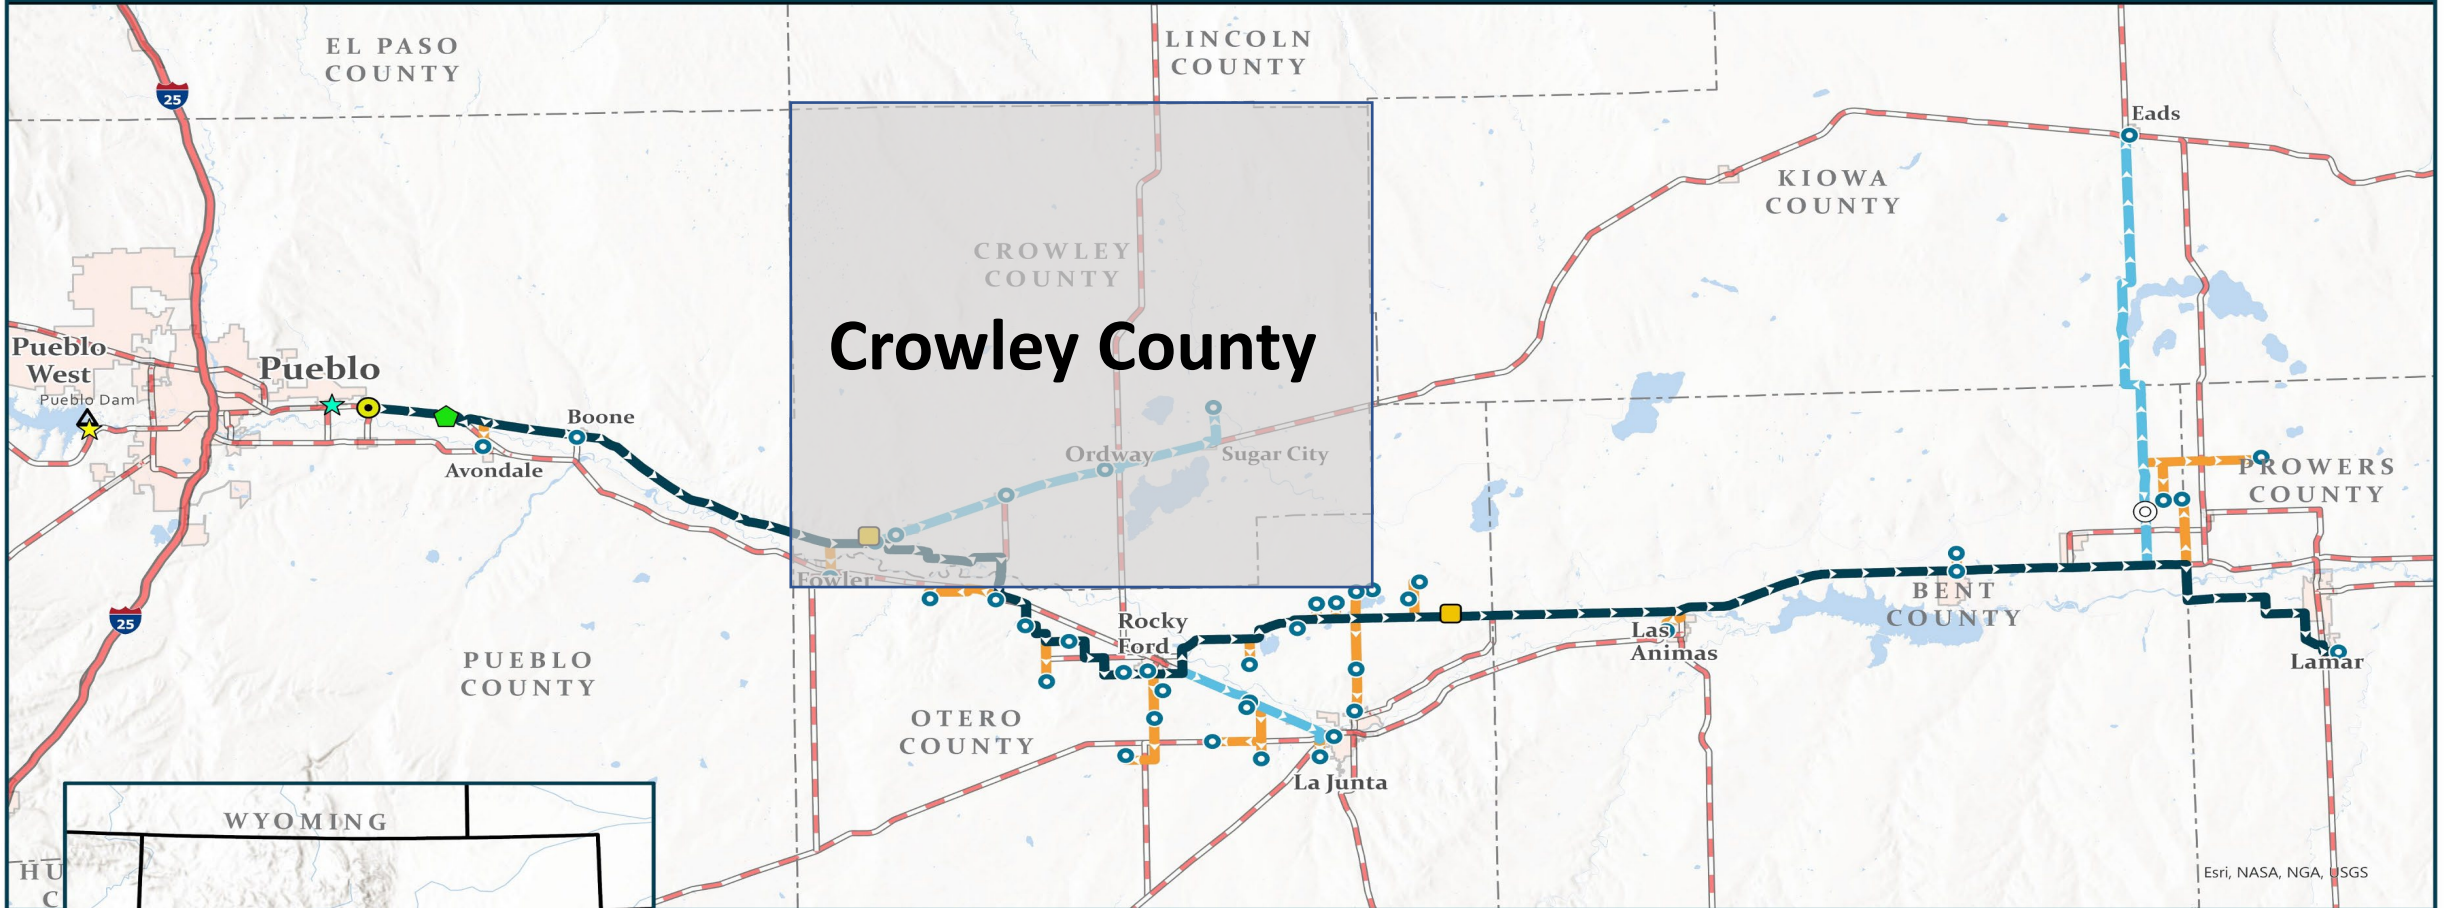 EL PASO
COUNTY
LINCOLN
COUNTY
25
Eads
KIOWA
COUNTY
CROWLEY
COUNTY
Crowley County
Pueblo
West
Pueblo
Pueblo Dam
Boone
Avondale
Ordway
Sugar City
PROWERS
COUNTY
Fowler
BENT
COUNTY
25
Rocky
Ford
Las
Animas
Lamar
PUEBLO
COUNTY
OTERO
COUNTY
La Junta
WYOMING
HU
C
Esri, NASA, NGA, USGS